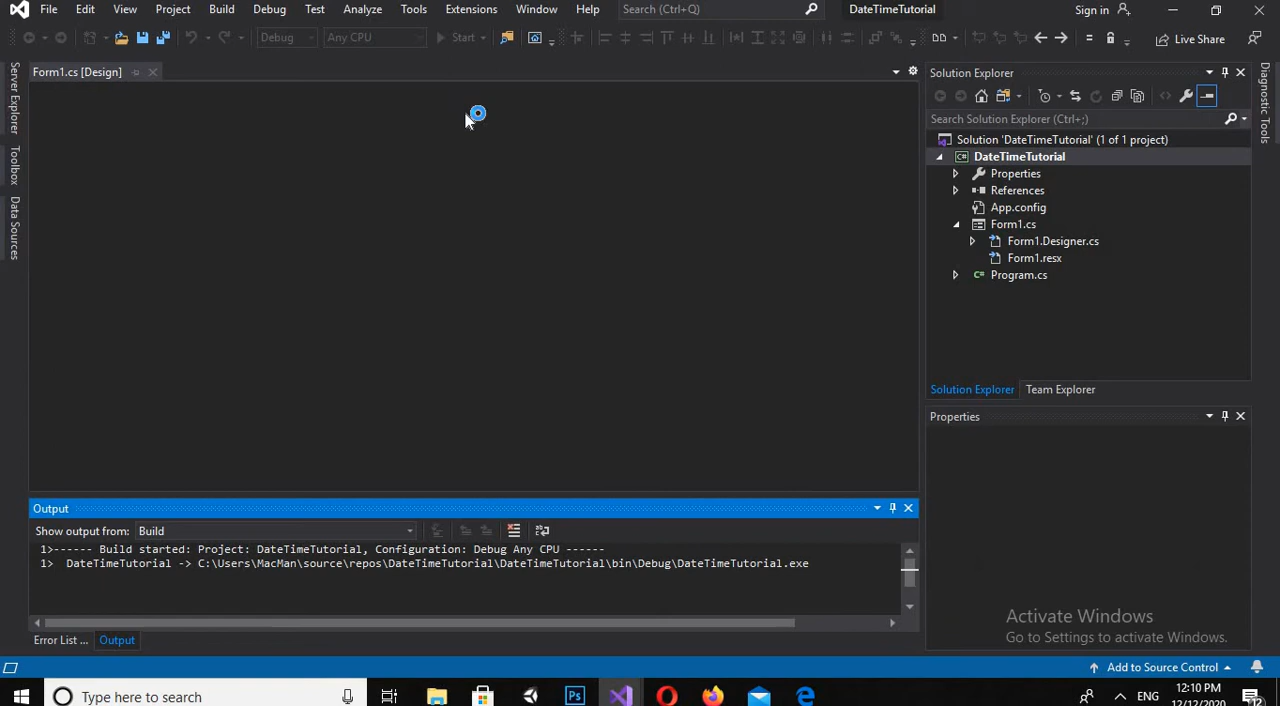 File Edit View Project Build Debug Test Analyze Tools Extensions Window Help Search (Ctrl+Q) DateTimeTutorial Sign in
Debug Any CPU Start Live Share
Form1.cs [Design]
Server Explorer
Toolbox
Data Sources
Solution Explorer
Search Solution Explorer (Ctrl+;)
Solution 'DateTimeTutorial' (1 of 1 project)
C# DateTimeTutorial
Properties
References
App.config
Form1.cs
Form1.Designer.cs
Form1.resx
C# Program.cs
Solution Explorer Team Explorer
Diagnostic Tools
Properties
Output
Show output from: Build
1>------ Build started: Project: DateTimeTutorial, Configuration: Debug Any CPU ------
1> DateTimeTutorial -> C:\Users\MacMan\source\repos\DateTimeTutorial\DateTimeTutorial\bin\Debug\DateTimeTutorial.exe
Activate Windows
Go to Settings to activate Windows.
Error List ... Output
Add to Source Control
Type here to search Ps ENG 12:10 PM
12/12/2020 12